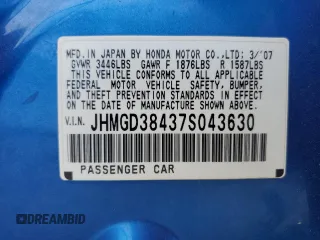 MFD. IN JAPAN BY HONDA MOTOR CO.,LTD: 3/'07
GVWR 3446LBS GAWR F 1876LBS R 1587LBS
THIS VEHICLE CONFORMS TO ALL APPLICABLE
FEDERAL MOTOR VEHICLE SAFETY, BUMPER,
AND THEFT PREVENTION STANDARDS IN EFFECT
ON THE DATE OF MANUFACTURE SHOWN ABOVE.
V.I.N. JHMGD38437S043630
PASSENGER CAR
DREAMBID